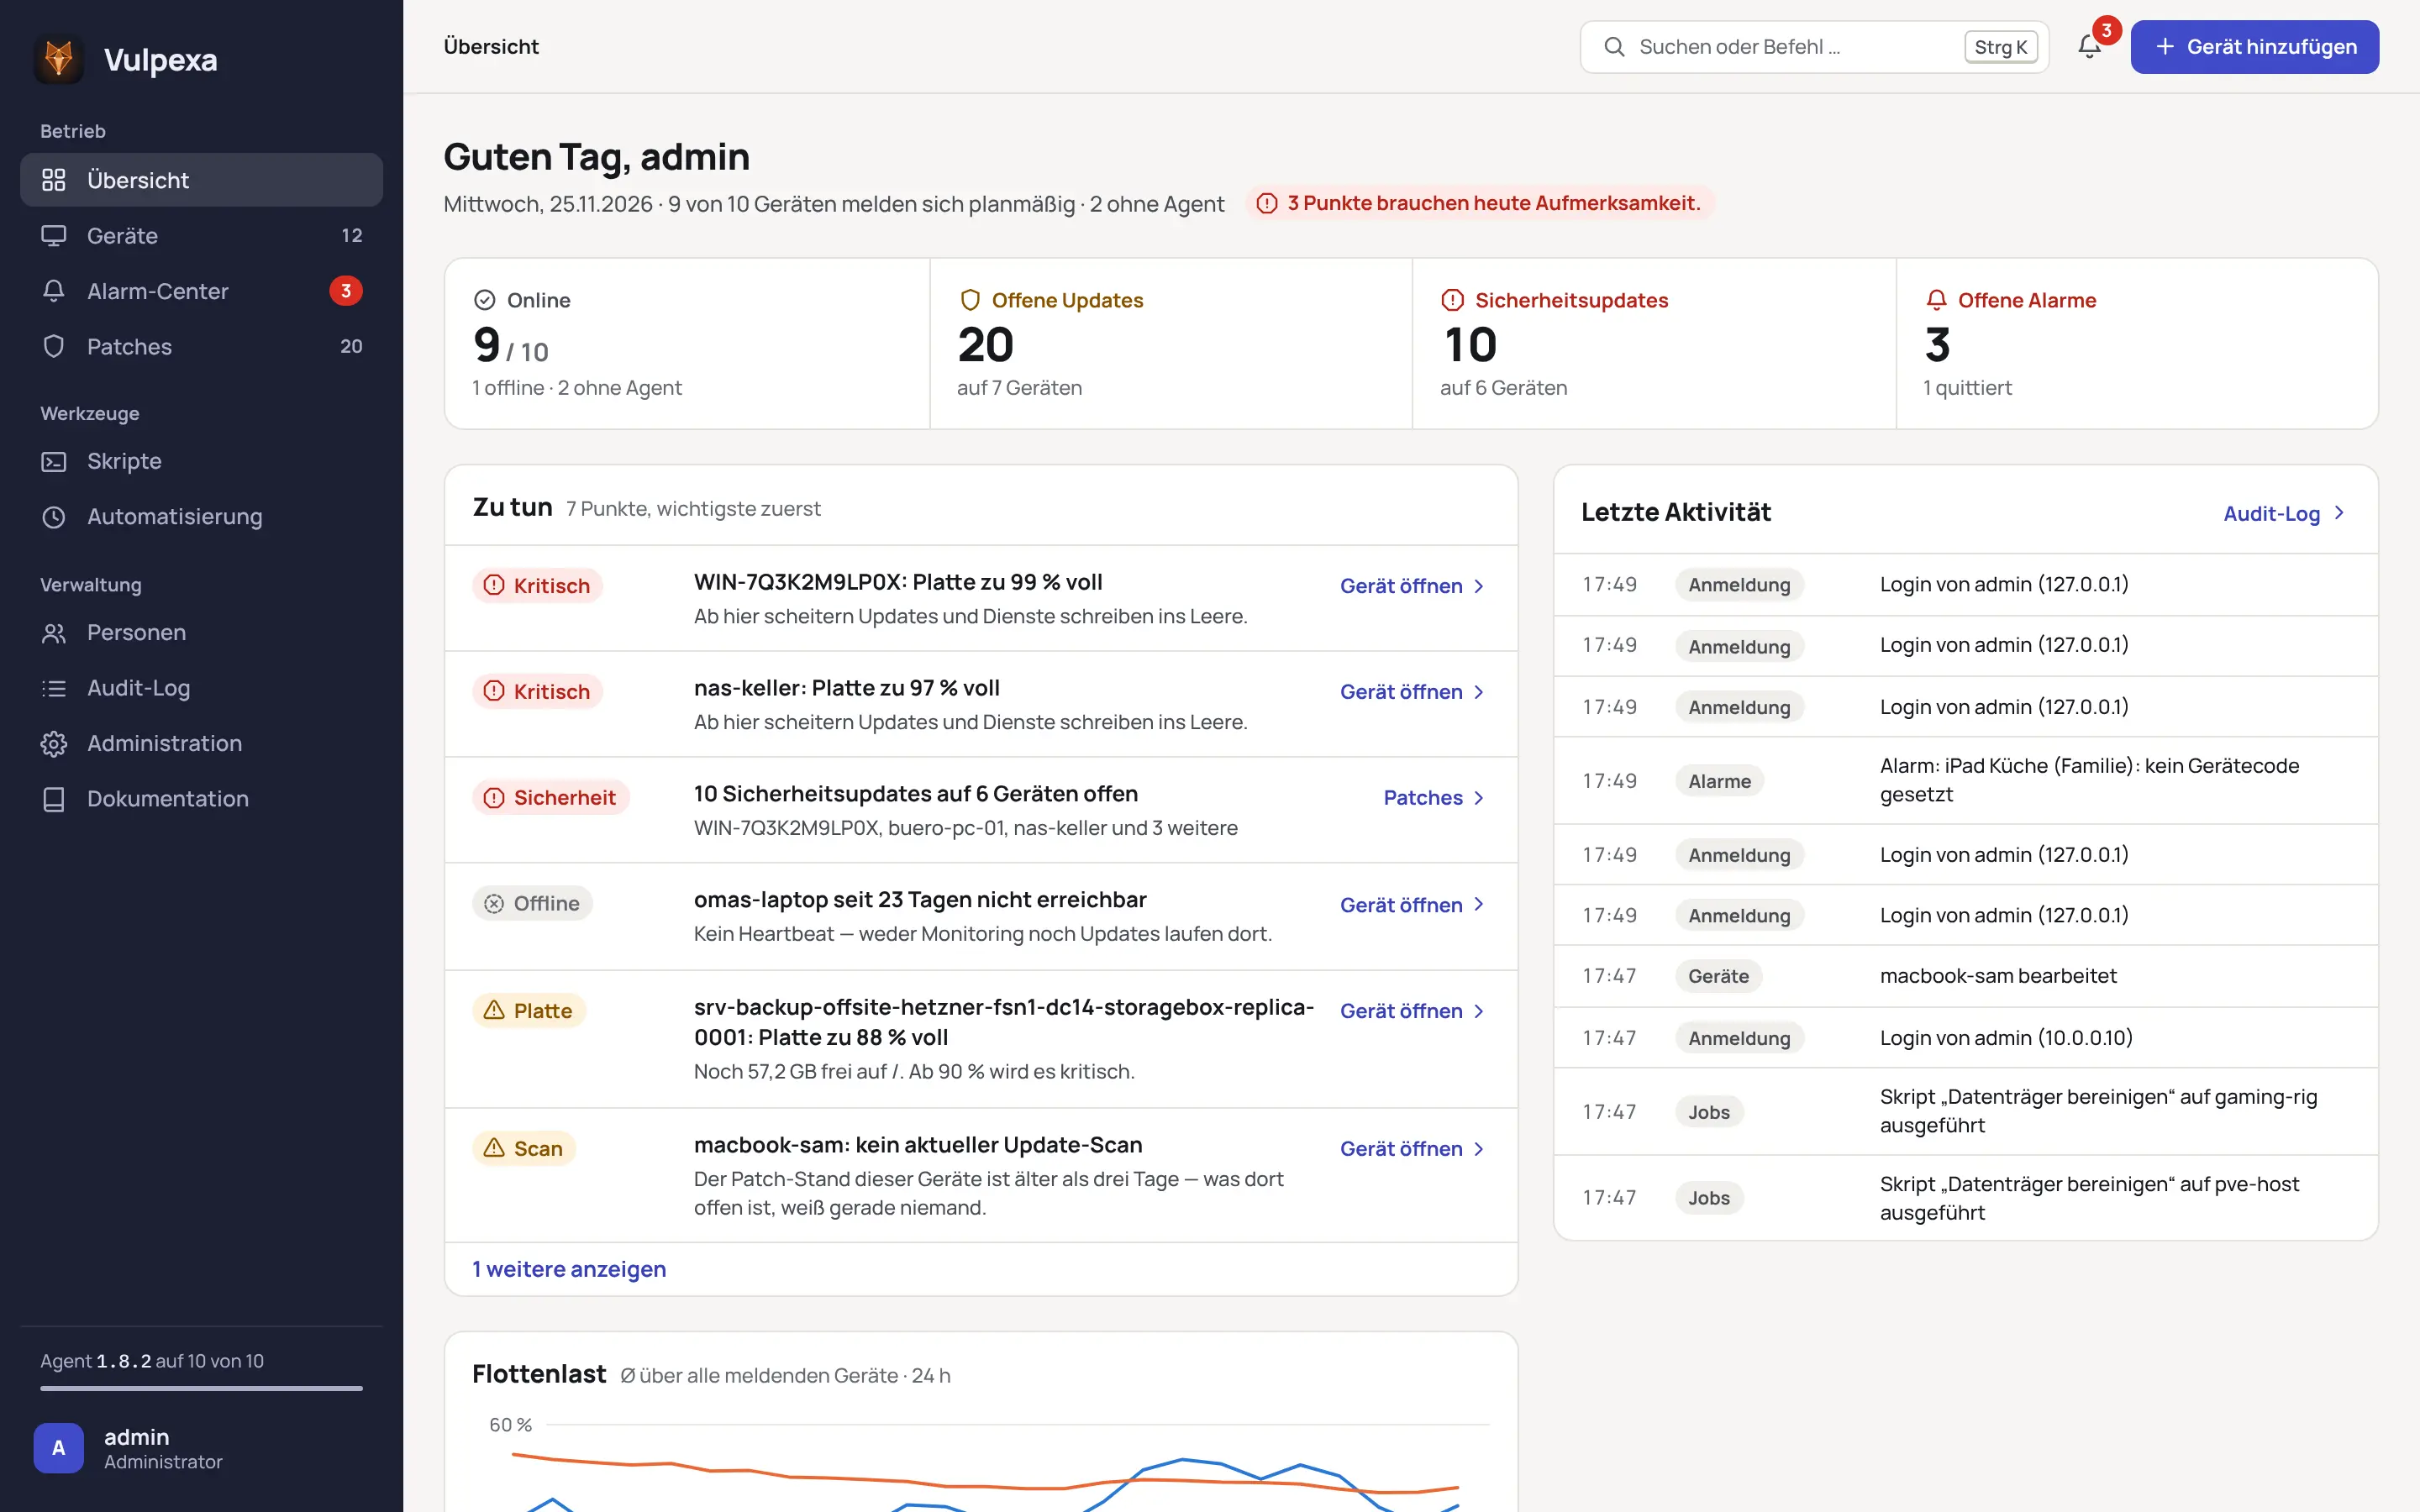 Vulpexa
Betrieb
Übersicht
Geräte 12
Alarm-Center 3
Patches 20
Werkzeuge
Skripte
Automatisierung
Verwaltung
Personen
Audit-Log
Administration
Dokumentation
Agent 1.8.2 auf 10 von 10
A
admin
Administrator
Übersicht
Suchen oder Befehl …
Strg K
3
Gerät hinzufügen
Guten Tag, admin
Mittwoch, 25.11.2026 · 9 von 10 Geräten melden sich planmäßig · 2 ohne Agent
3 Punkte brauchen heute Aufmerksamkeit.
Online
9 / 10
1 offline · 2 ohne Agent
Offene Updates
20
auf 7 Geräten
Sicherheitsupdates
10
auf 6 Geräten
Offene Alarme
3
1 quittiert
Zu tun 7 Punkte, wichtigste zuerst
Kritisch
WIN-7Q3K2M9LP0X: Platte zu 99 % voll
Ab hier scheitern Updates und Dienste schreiben ins Leere.
Gerät öffnen
Kritisch
nas-keller: Platte zu 97 % voll
Ab hier scheitern Updates und Dienste schreiben ins Leere.
Gerät öffnen
Sicherheit
10 Sicherheitsupdates auf 6 Geräten offen
WIN-7Q3K2M9LP0X, buero-pc-01, nas-keller und 3 weitere
Patches
Offline
omas-laptop seit 23 Tagen nicht erreichbar
Kein Heartbeat — weder Monitoring noch Updates laufen dort.
Gerät öffnen
Platte
srv-backup-offsite-hetzner-fsn1-dc14-storagebox-replica-
0001: Platte zu 88 % voll
Noch 57,2 GB frei auf /. Ab 90 % wird es kritisch.
Gerät öffnen
Scan
macbook-sam: kein aktueller Update-Scan
Der Patch-Stand dieser Geräte ist älter als drei Tage — was dort
offen ist, weiß gerade niemand.
Gerät öffnen
1 weitere anzeigen
Letzte Aktivität
Audit-Log
17:49 Anmeldung Login von admin (127.0.0.1)
17:49 Anmeldung Login von admin (127.0.0.1)
17:49 Anmeldung Login von admin (127.0.0.1)
17:49 Alarme Alarm: iPad Küche (Familie): kein Gerätecode
gesetzt
17:49 Anmeldung Login von admin (127.0.0.1)
17:49 Anmeldung Login von admin (127.0.0.1)
17:47 Geräte macbook-sam bearbeitet
17:47 Anmeldung Login von admin (10.0.0.10)
17:47 Jobs Skript „Datenträger bereinigen“ auf gaming-rig
ausgeführt
17:47 Jobs Skript „Datenträger bereinigen“ auf pve-host
ausgeführt
Flottenlast Ø über alle meldenden Geräte · 24 h
60 %